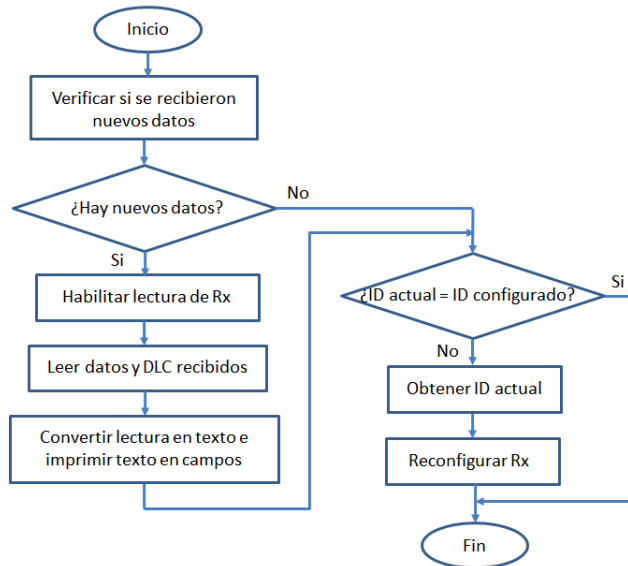 Inicio
Verificar si se recibieron
nuevos datos
¿Hay nuevos datos?
No
Si
Habilitar lectura de Rx
Leer datos y DLC recibidos
Convertir lectura en texto e
imprimir texto en campos
¿ID actual = ID configurado?
Si
No
Obtener ID actual
Reconfigurar Rx
Fin